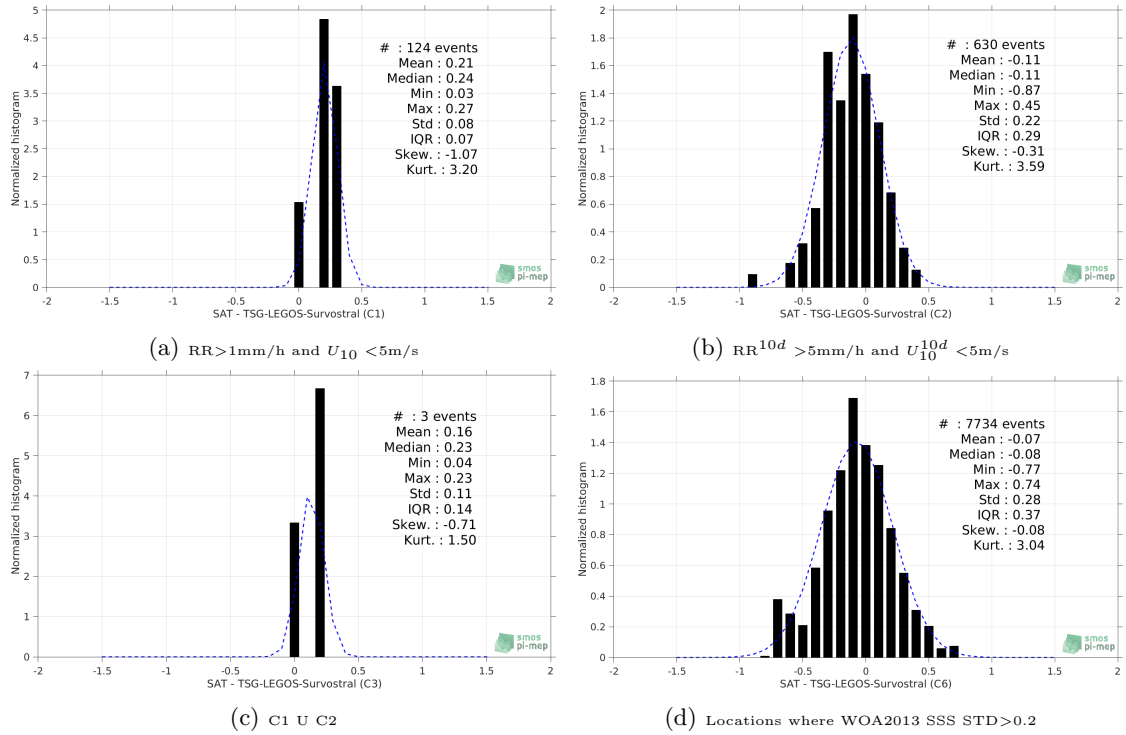 5
4.5
4
3.5
3
2.5
2
1.5
1
0.5
0
Normalized histogram
# : 124 events
Mean : 0.21
Median : 0.24
Min : 0.03
Max : 0.27
Std : 0.08
IQR : 0.07
Skew. : -1.07
Kurt. : 3.20
smos
pi-mep
-2 -1.5 -1 -0.5 0 0.5 1 1.5 2
SAT - TSG-LEGOS-Survostral (C1)
(a) RR>1mm/h and U10 <5m/s
2
1.8
1.6
1.4
1.2
1
0.8
0.6
0.4
0.2
0
Normalized histogram
# : 630 events
Mean : -0.11
Median : -0.11
Min : -0.87
Max : 0.45
Std : 0.22
IQR : 0.29
Skew. : -0.31
Kurt. : 3.59
smos
pi-mep
-2 -1.5 -1 -0.5 0 0.5 1 1.5 2
SAT - TSG-LEGOS-Survostral (C2)
(b) RR^10d >5mm/h and U10^10d <5m/s
7
6
5
4
3
2
1
0
Normalized histogram
# : 3 events
Mean : 0.16
Median : 0.23
Min : 0.04
Max : 0.23
Std : 0.11
IQR : 0.14
Skew. : -0.71
Kurt. : 1.50
smos
pi-mep
-2 -1.5 -1 -0.5 0 0.5 1 1.5 2
SAT - TSG-LEGOS-Survostral (C3)
(c) C1 U C2
1.8
1.6
1.4
1.2
1
0.8
0.6
0.4
0.2
0
Normalized histogram
# : 7734 events
Mean : -0.07
Median : -0.08
Min : -0.77
Max : 0.74
Std : 0.28
IQR : 0.37
Skew. : -0.08
Kurt. : 3.04
smos
pi-mep
-2 -1.5 -1 -0.5 0 0.5 1 1.5 2
SAT - TSG-LEGOS-Survostral (C6)
(d) Locations where WOA2013 SSS STD>0.2